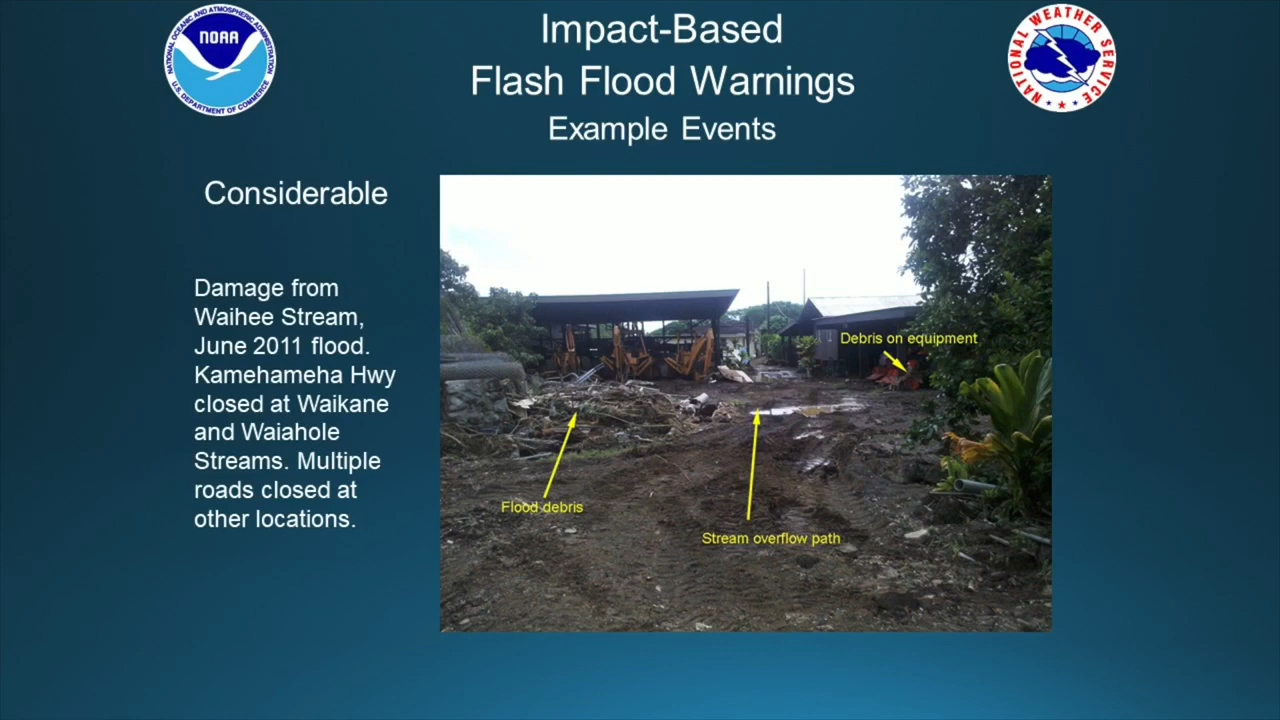 NATIONAL OCEANIC AND ATMOSPHERIC ADMINISTRATION
NOAA
U.S. DEPARTMENT OF COMMERCE
Impact-Based
Flash Flood Warnings
Example Events
NATIONAL WEATHER SERVICE
Considerable
Damage from
Waihee Stream,
June 2011 flood.
Kamehameha Hwy
closed at Waikane
and Waiahole
Streams. Multiple
roads closed at
other locations.
Debris on equipment
Flood debris
Stream overflow path